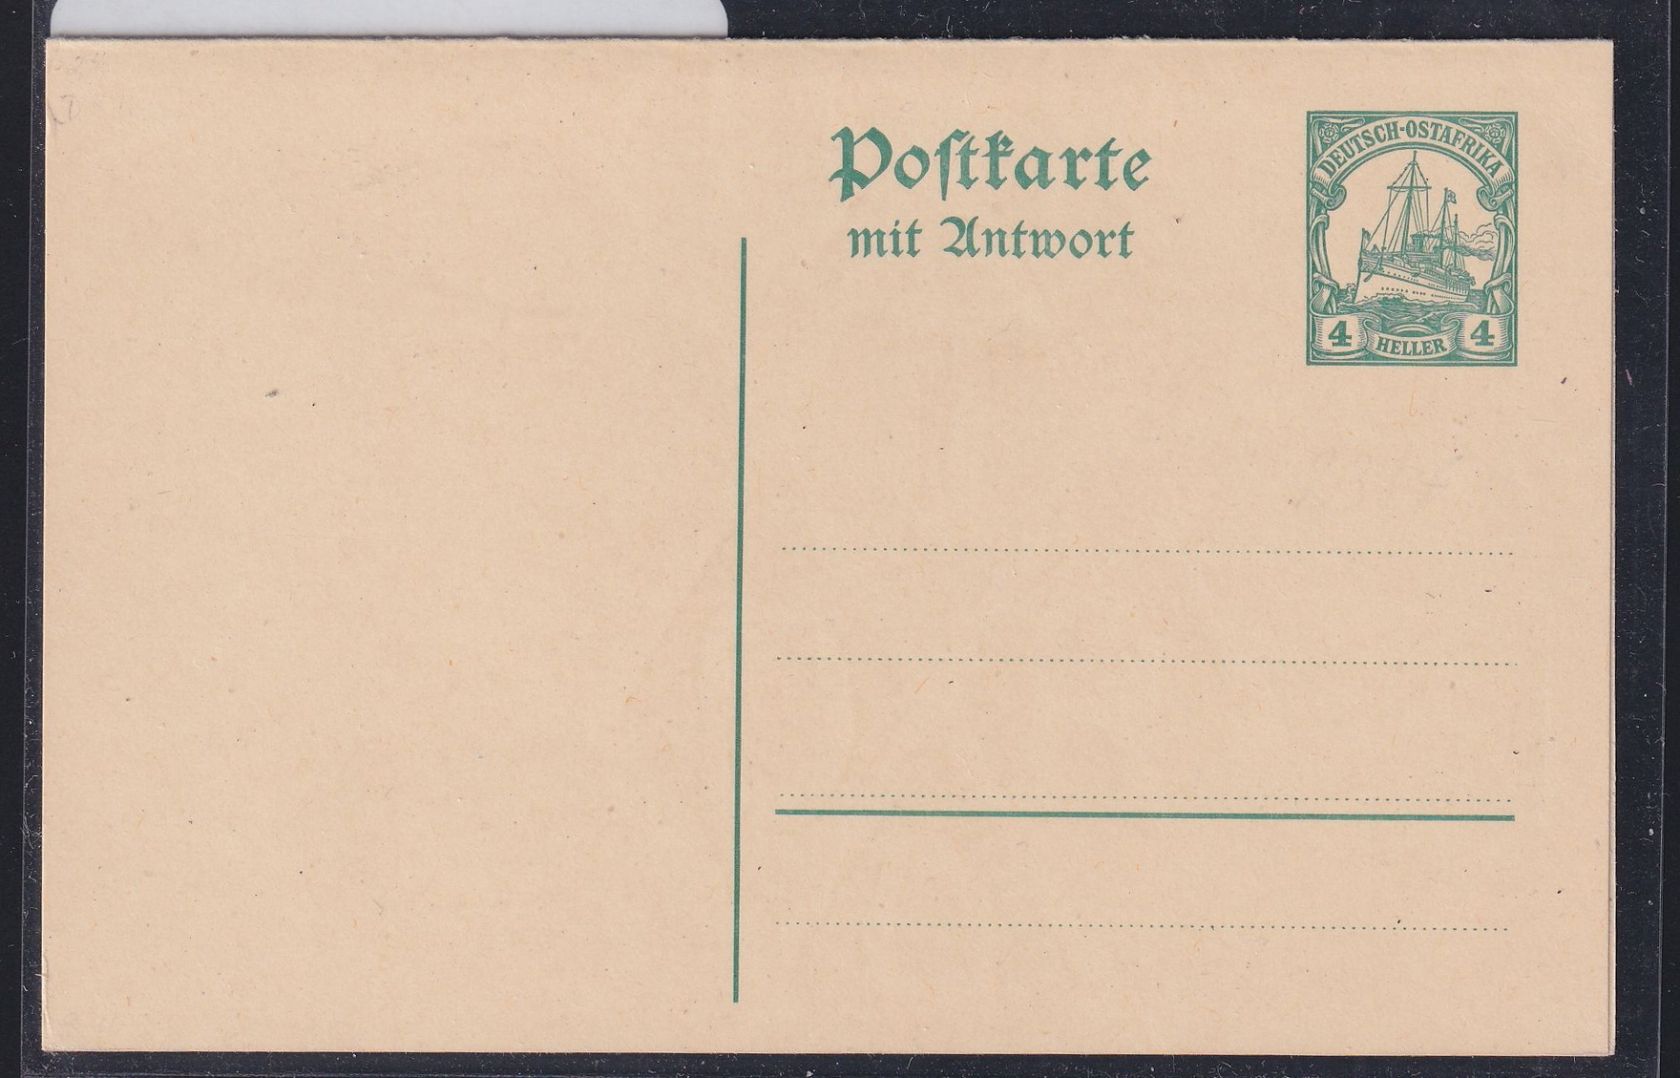 Poſtkarte
mit Antwort
DEUTSCH-OSTAFRIKA
4 HELLER 4